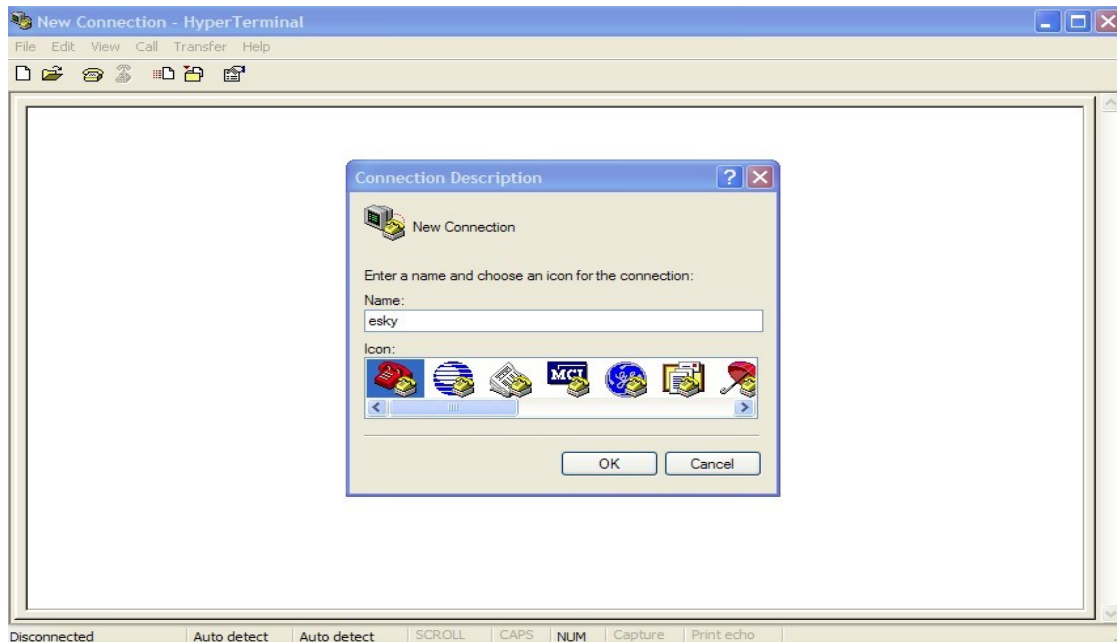 New Connection - HyperTerminal
File Edit View Call Transfer Help
Connection Description
New Connection
Enter a name and choose an icon for the connection:
Name:
esky
Icon:
MCI
OK Cancel
Disconnected Auto detect Auto detect SCROLL CAPS NUM Capture Print echo